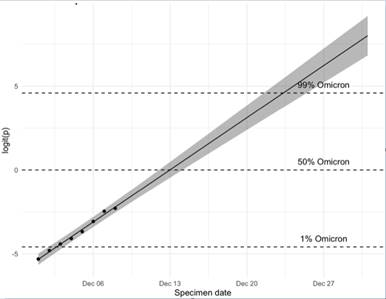 99% Omicron
5
50% Omicron
0
1% Omicron
-5
logit(p)
Dec 06
Dec 13
Dec 20
Dec 27
Specimen date